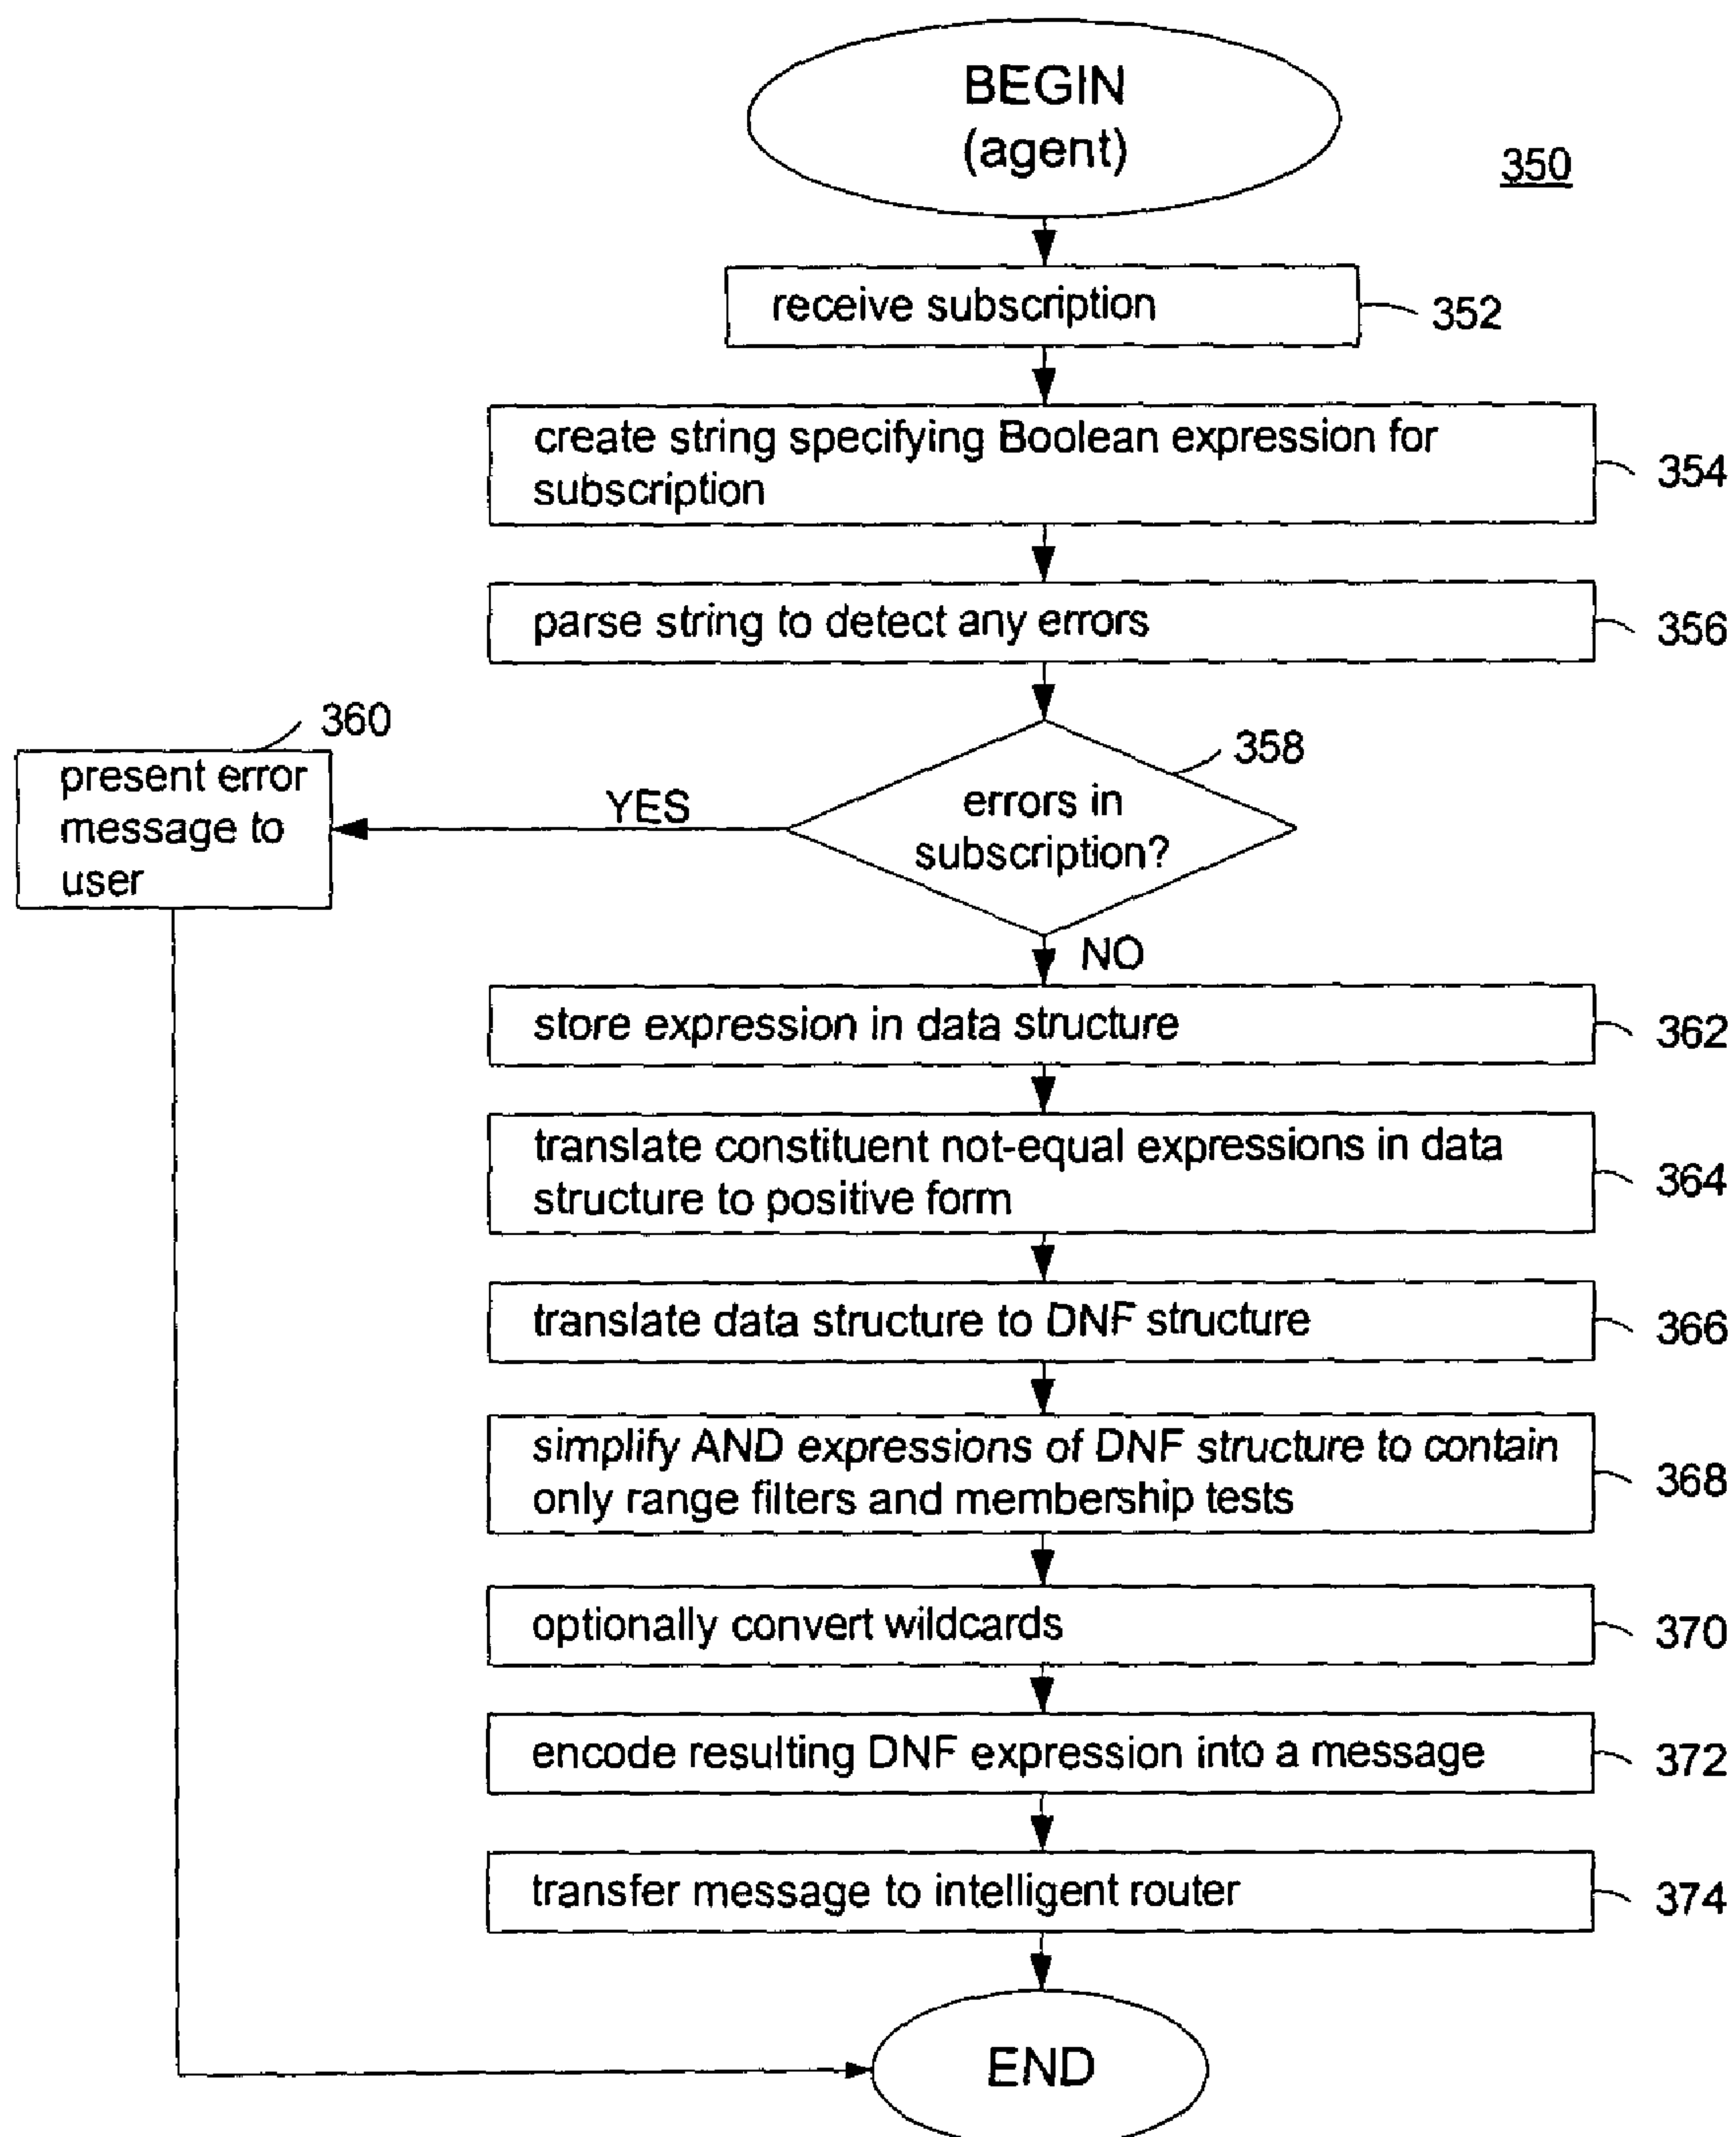 BEGIN
(agent)
350
receive subscription
352
create string specifying Boolean expression for
subscription
354
parse string to detect any errors
356
360
present error
message to
user
YES
358
errors in
subscription?
NO
store expression in data structure
362
translate constituent not-equal expressions in data
structure to positive form
364
translate data structure to DNF structure
366
simplify AND expressions of DNF structure to contain
only range filters and membership tests
368
optionally convert wildcards
370
encode resulting DNF expression into a message
372
transfer message to intelligent router
374
END